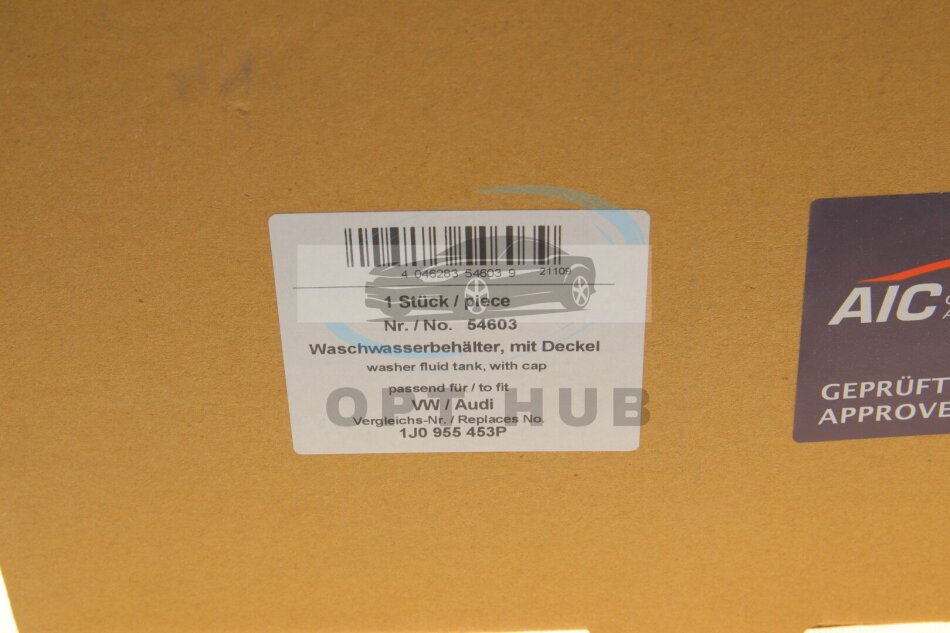 4 046283 54603 9 21109
1 Stück / piece
Nr. / No. 54603
Waschwasserbehälter, mit Deckel
washer fluid tank, with cap
passend für / to fit
VW / Audi
OPT HUB
Vergleichs-Nr. / Replaces No.
1J0 955 453P
AIC
GEPRÜFT
APPROVE